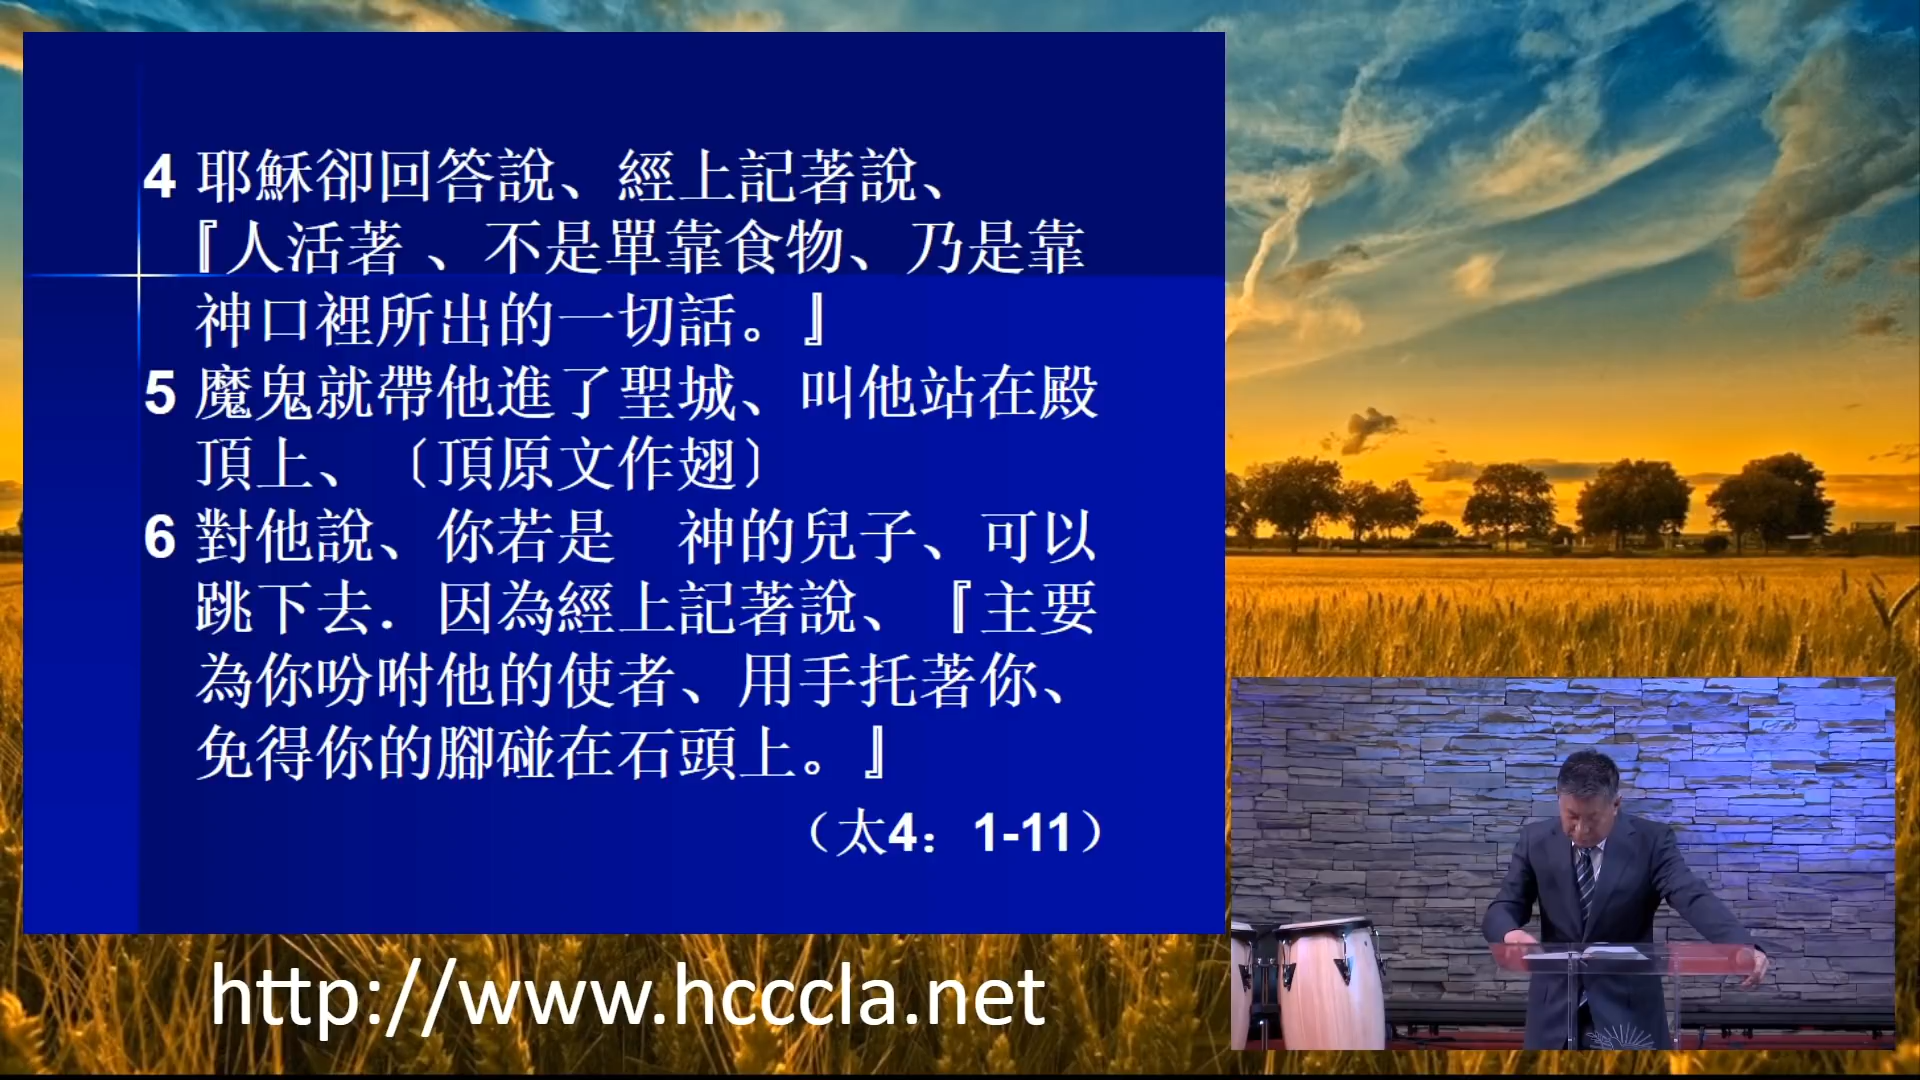 4 耶穌卻回答說、經上記著說、
『人活著 、不是單靠食物、乃是靠
神口裡所出的一切話。』
5 魔鬼就帶他進了聖城、叫他站在殿
頂上、〔頂原文作翅〕
6 對他說、你若是　神的兒子、可以
跳下去．因為經上記著說、『主要
為你吩咐他的使者、用手托著你、
免得你的腳碰在石頭上。』
（太4：1-11）
http://www.hcccla.net